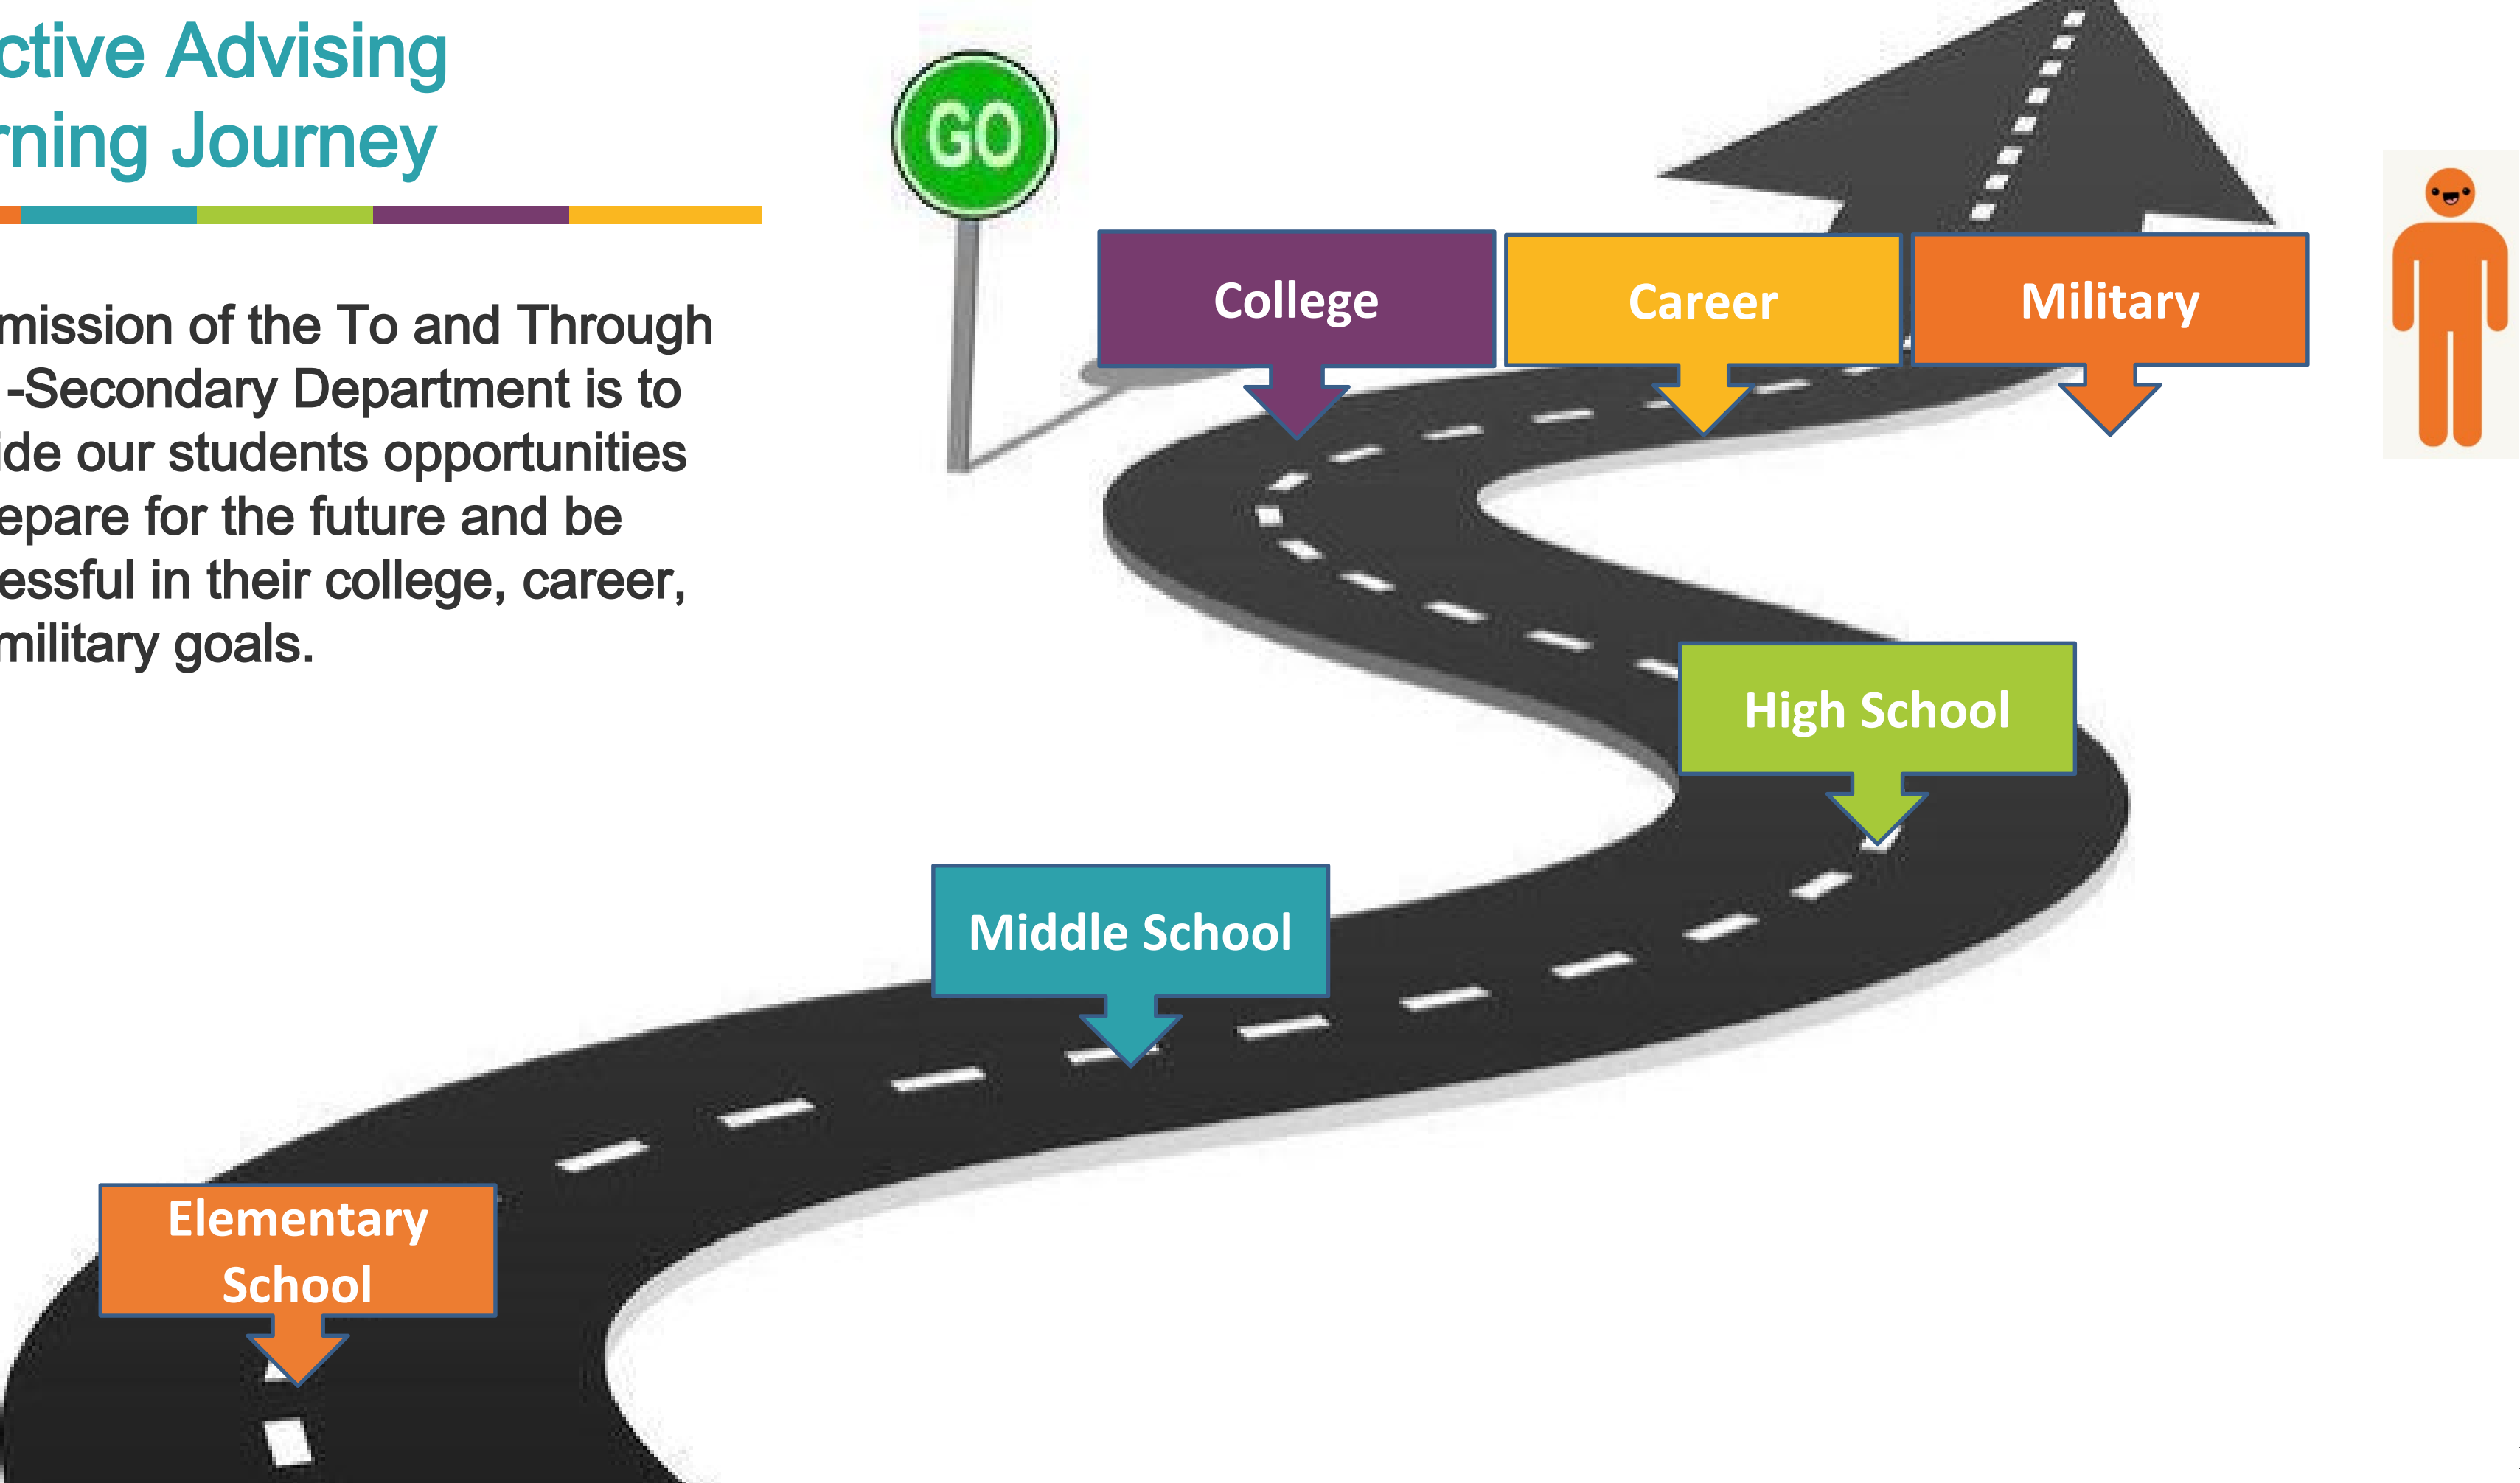 ctive Advising
rning Journey
mission of the To and Through
-Secondary Department is to
ide our students opportunities
epare for the future and be
essful in their college, career,
military goals.
GO
College
Career
Military
High School
Middle School
Elementary
School